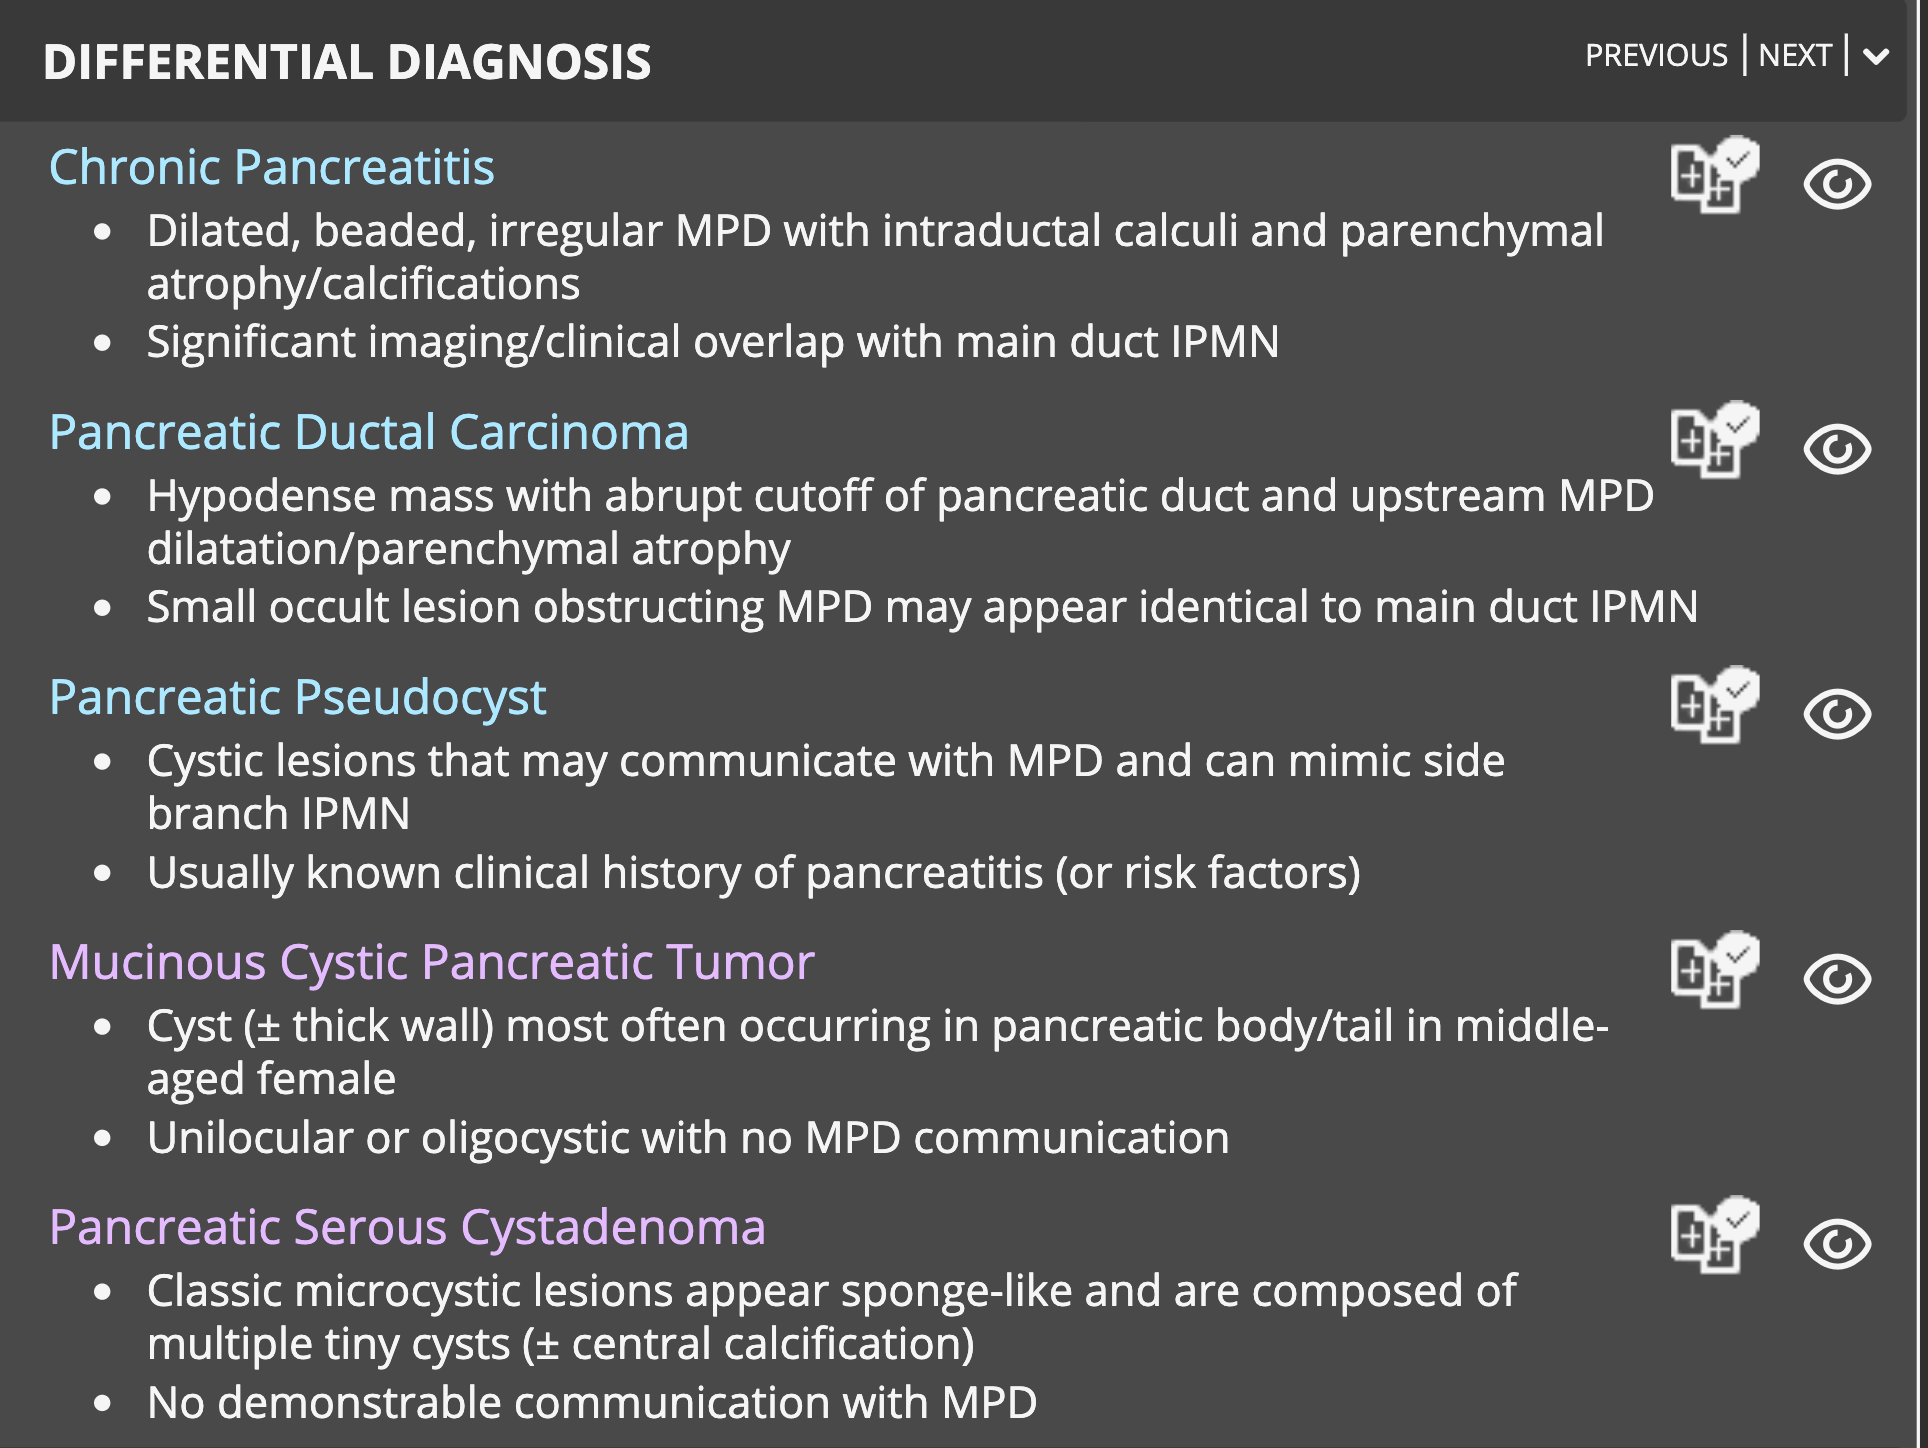 DIFFERENTIAL DIAGNOSIS
PREVIOUS | NEXT |
Chronic Pancreatitis
• Dilated, beaded, irregular MPD with intraductal calculi and parenchymal
atrophy/calcifications
• Significant imaging/clinical overlap with main duct IPMN
Pancreatic Ductal Carcinoma
• Hypodense mass with abrupt cutoff of pancreatic duct and upstream MPD
dilatation/parenchymal atrophy
• Small occult lesion obstructing MPD may appear identical to main duct IPMN
Pancreatic Pseudocyst
• Cystic lesions that may communicate with MPD and can mimic side
branch IPMN
• Usually known clinical history of pancreatitis (or risk factors)
Mucinous Cystic Pancreatic Tumor
• Cyst (± thick wall) most often occurring in pancreatic body/tail in middle-
aged female
• Unilocular or oligocystic with no MPD communication
Pancreatic Serous Cystadenoma
• Classic microcystic lesions appear sponge-like and are composed of
multiple tiny cysts (± central calcification)
• No demonstrable communication with MPD